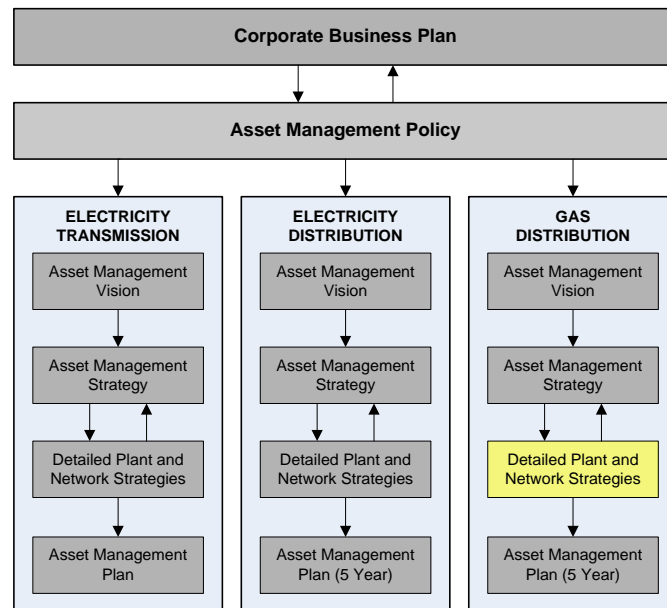 Corporate Business Plan
Asset Management Policy
ELECTRICITY
TRANSMISSION
Asset Management
Vision
Asset Management
Strategy
Detailed Plant and
Network Strategies
Asset Management
Plan
ELECTRICITY
DISTRIBUTION
Asset Management
Vision
Asset Management
Strategy
Detailed Plant and
Network Strategies
Asset Management
Plan (5 Year)
GAS
DISTRIBUTION
Asset Management
Vision
Asset Management
Strategy
Detailed Plant and
Network Strategies
Asset Management
Plan (5 Year)